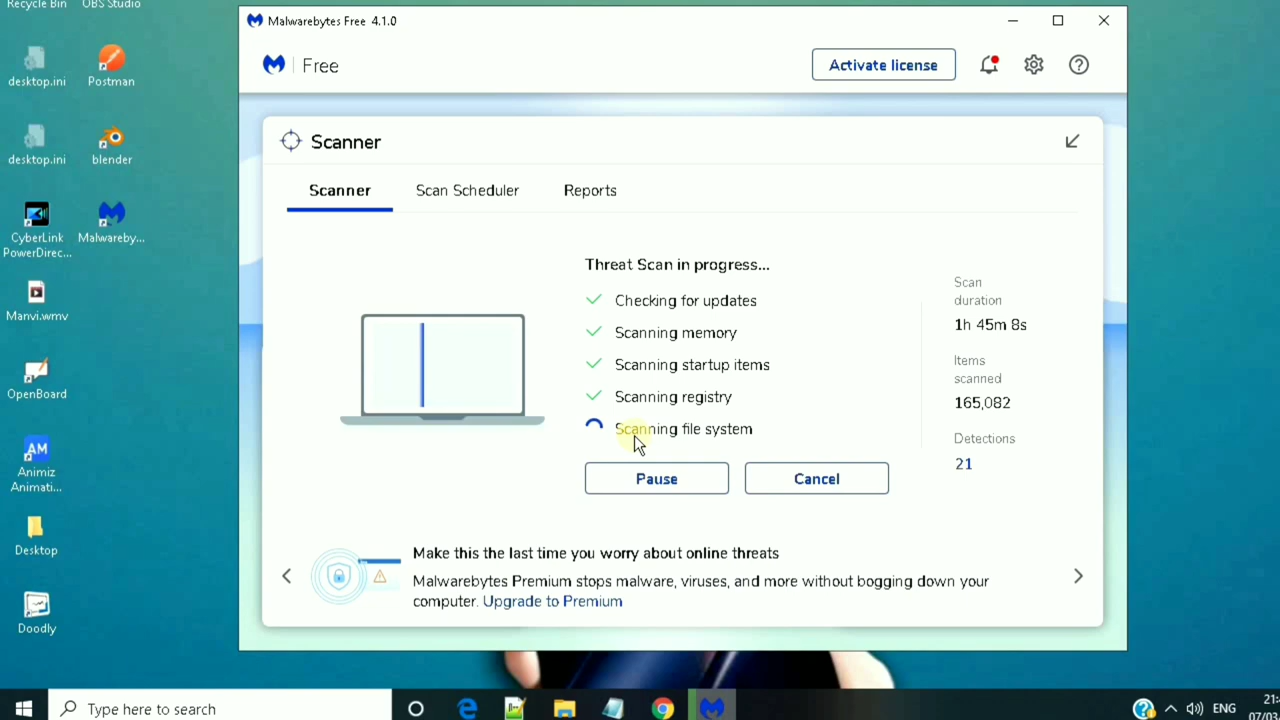 Recycle Bin
OBS Studio
desktop.ini
Postman
desktop.ini
blender
CyberLink
PowerDirec...
Malwareby...
Manvi.wmv
OpenBoard
AM
Animiz
Animati...
Desktop
Doodly
Malwarebytes Free 4.1.0
Free
Activate license
Scanner
Scanner
Scan Scheduler
Reports
Threat Scan in progress...
Checking for updates
Scanning memory
Scanning startup items
Scanning registry
Scanning file system
Pause
Cancel
Scan
duration
1h 45m 8s
Items
scanned
165,082
Detections
21
Make this the last time you worry about online threats
Malwarebytes Premium stops malware, viruses, and more without bogging down your
computer. Upgrade to Premium
Type here to search
ENG
21:
07/03